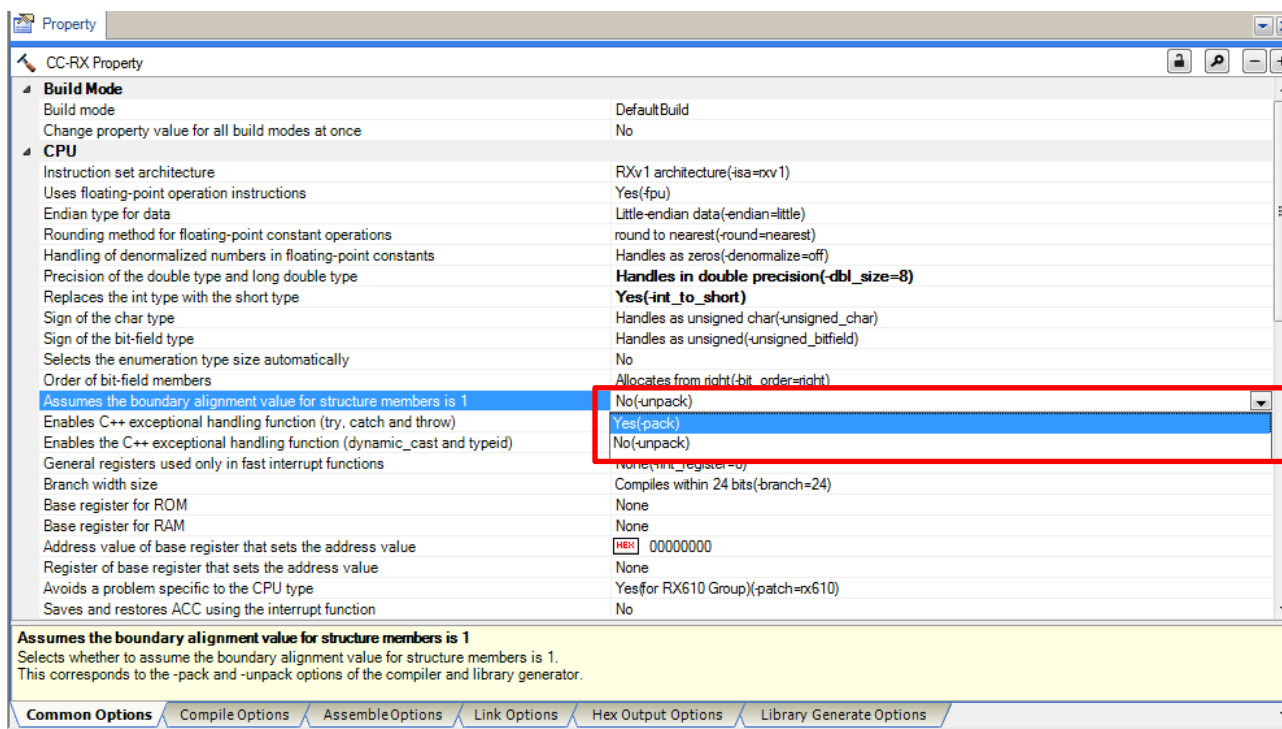 Property
CC-RX Property
Build Mode
Build mode DefaultBuild
Change property value for all build modes at once No
CPU
Instruction set architecture RXv1 architecture(-isa=rxv1)
Uses floating-point operation instructions Yes(-fpu)
Endian type for data Little-endian data(-endian=little)
Rounding method for floating-point constant operations round to nearest(-round=nearest)
Handling of denormalized numbers in floating-point constants Handles as zeros(-denormalize=off)
Precision of the double type and long double type Handles in double precision(-dbl_size=8)
Replaces the int type with the short type Yes(-int_to_short)
Sign of the char type Handles as unsigned char(-unsigned_char)
Sign of the bit-field type Handles as unsigned(-unsigned_bitfield)
Selects the enumeration type size automatically No
Order of bit-field members Allocates from right(-bit_order=right)
Assumes the boundary alignment value for structure members is 1 No(-unpack)
Enables C++ exceptional handling function (try, catch and throw) Yes(-pack)
Enables the C++ exceptional handling function (dynamic_cast and typeid) No(-unpack)
General registers used only in fast interrupt functions None(-fint_register=0)
Branch width size Compiles within 24 bits(-branch=24)
Base register for ROM None
Base register for RAM None
Address value of base register that sets the address value HEX 00000000
Register of base register that sets the address value None
Avoids a problem specific to the CPU type Yes(for RX610 Group)(-patch=rx610)
Saves and restores ACC using the interrupt function No
Assumes the boundary alignment value for structure members is 1
Selects whether to assume the boundary alignment value for structure members is 1.
This corresponds to the -pack and -unpack options of the compiler and library generator.
Common Options Compile Options AssembleOptions Link Options Hex Output Options Library Generate Options